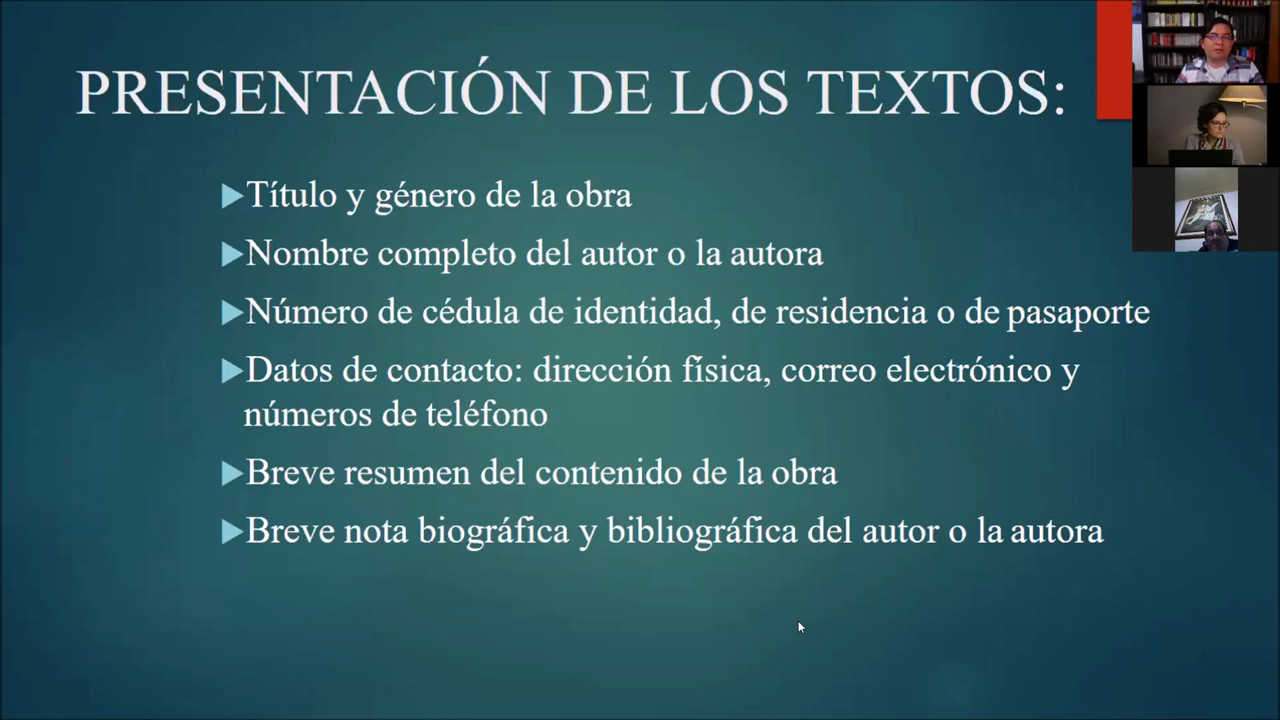 PRESENTACIÓN DE LOS TEXTOS:
Título y género de la obra
Nombre completo del autor o la autora
Número de cédula de identidad, de residencia o de pasaporte
Datos de contacto: dirección física, correo electrónico y
números de teléfono
Breve resumen del contenido de la obra
Breve nota biográfica y bibliográfica del autor o la autora